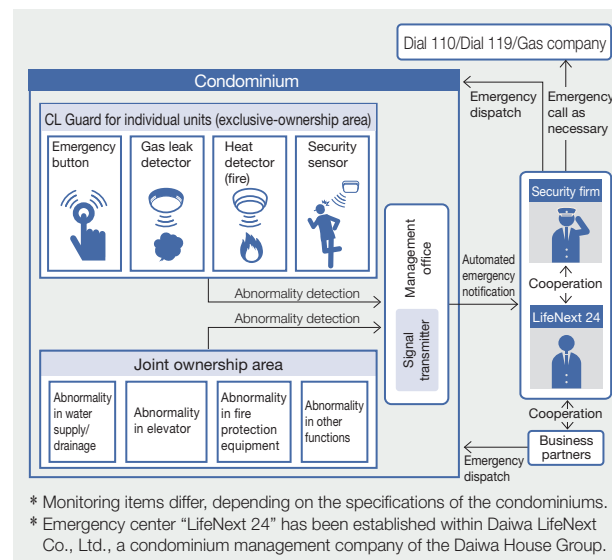 Dial 110/Dial 119/Gas company
Condominium
Emergency
dispatch
Emergency
call as
necessary
CL Guard for individual units (exclusive-ownership area)
Emergency
button
Gas leak
detector
Heat
detector
(fire)
Security
sensor
Security firm
Management
office
Signal
transmitter
Automated
emergency
notification
Cooperation
LifeNext 24
Abnormality detection
Abnormality detection
Joint ownership area
Abnormality
in water
supply/
drainage
Abnormality
in elevator
Abnormality
in fire
protection
equipment
Abnormality
in other
functions
Cooperation
Business
partners
Emergency
dispatch
* Monitoring items differ, depending on the specifications of the condominiums.
* Emergency center “LifeNext 24” has been established within Daiwa LifeNext
Co., Ltd., a condominium management company of the Daiwa House Group.